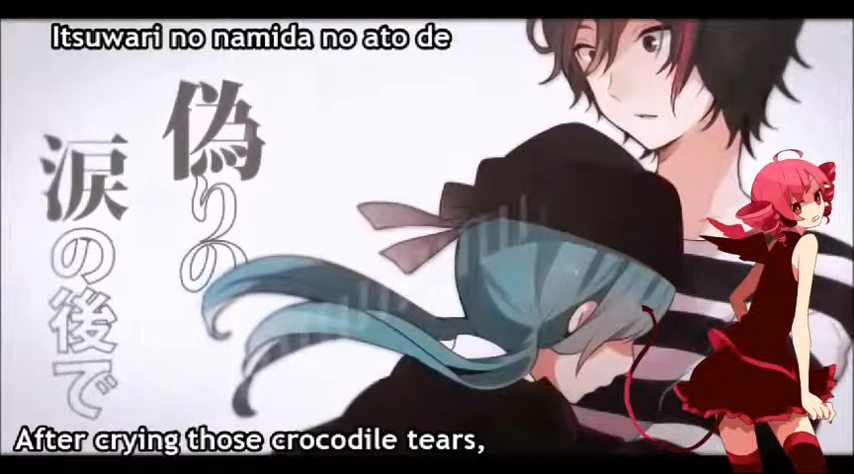 Itsuwari no namida no ato de
偽りの
涙の後で
After crying those crocodile tears,